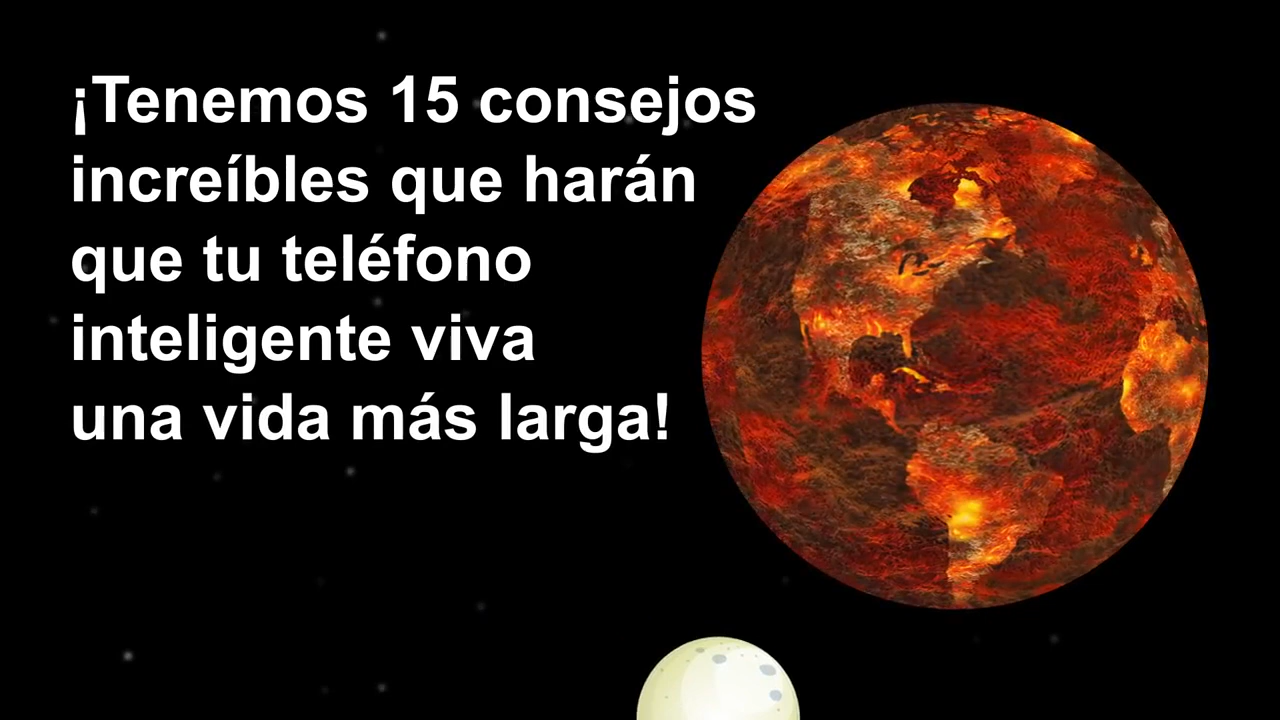 ¡Tenemos 15 consejos
increíbles que harán
que tu teléfono
inteligente viva
una vida más larga!